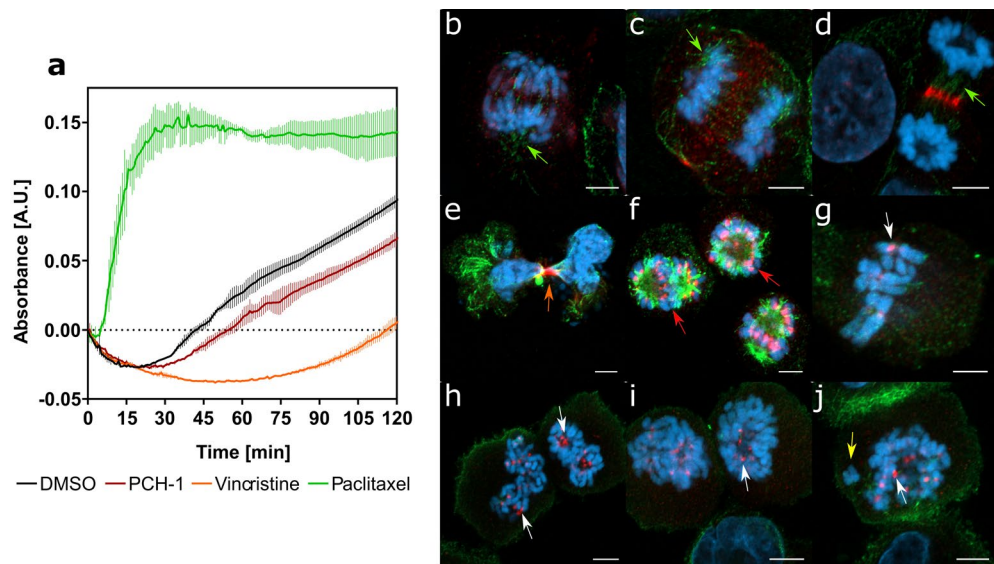 a
Absorbance [A.U.]
0.15
0.10
0.05
0.00
-0.05
0 15 30 45 60 75 90 105 120
Time [min]
DMSO PCH-1 Vincristine Paclitaxel
b c d
e f g
h i j